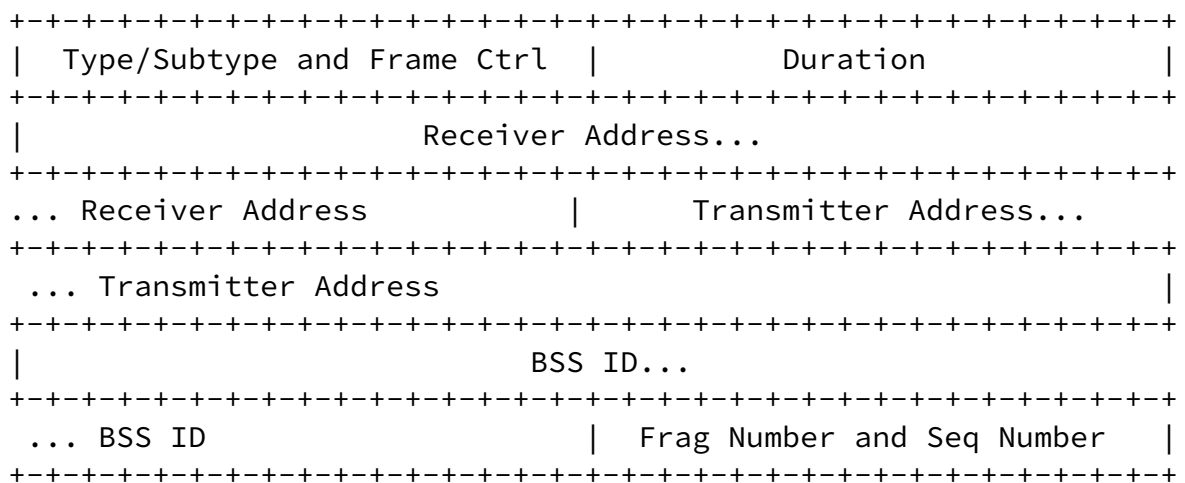 +-+-+-+-+-+-+-+-+-+-+-+-+-+-+-+-+-+-+-+-+-+-+-+-+-+-+-+-+-+-+-+-+
|  Type/Subtype and Frame Ctrl  |          Duration             |
+-+-+-+-+-+-+-+-+-+-+-+-+-+-+-+-+-+-+-+-+-+-+-+-+-+-+-+-+-+-+-+-+
|                      Receiver Address...
+-+-+-+-+-+-+-+-+-+-+-+-+-+-+-+-+-+-+-+-+-+-+-+-+-+-+-+-+-+-+-+-+
... Receiver Address           |      Transmitter Address...
+-+-+-+-+-+-+-+-+-+-+-+-+-+-+-+-+-+-+-+-+-+-+-+-+-+-+-+-+-+-+-+-+
 ... Transmitter Address                                        |
+-+-+-+-+-+-+-+-+-+-+-+-+-+-+-+-+-+-+-+-+-+-+-+-+-+-+-+-+-+-+-+-+
|                            BSS ID...
+-+-+-+-+-+-+-+-+-+-+-+-+-+-+-+-+-+-+-+-+-+-+-+-+-+-+-+-+-+-+-+-+
 ... BSS ID                     |  Frag Number and Seq Number   |
+-+-+-+-+-+-+-+-+-+-+-+-+-+-+-+-+-+-+-+-+-+-+-+-+-+-+-+-+-+-+-+-+